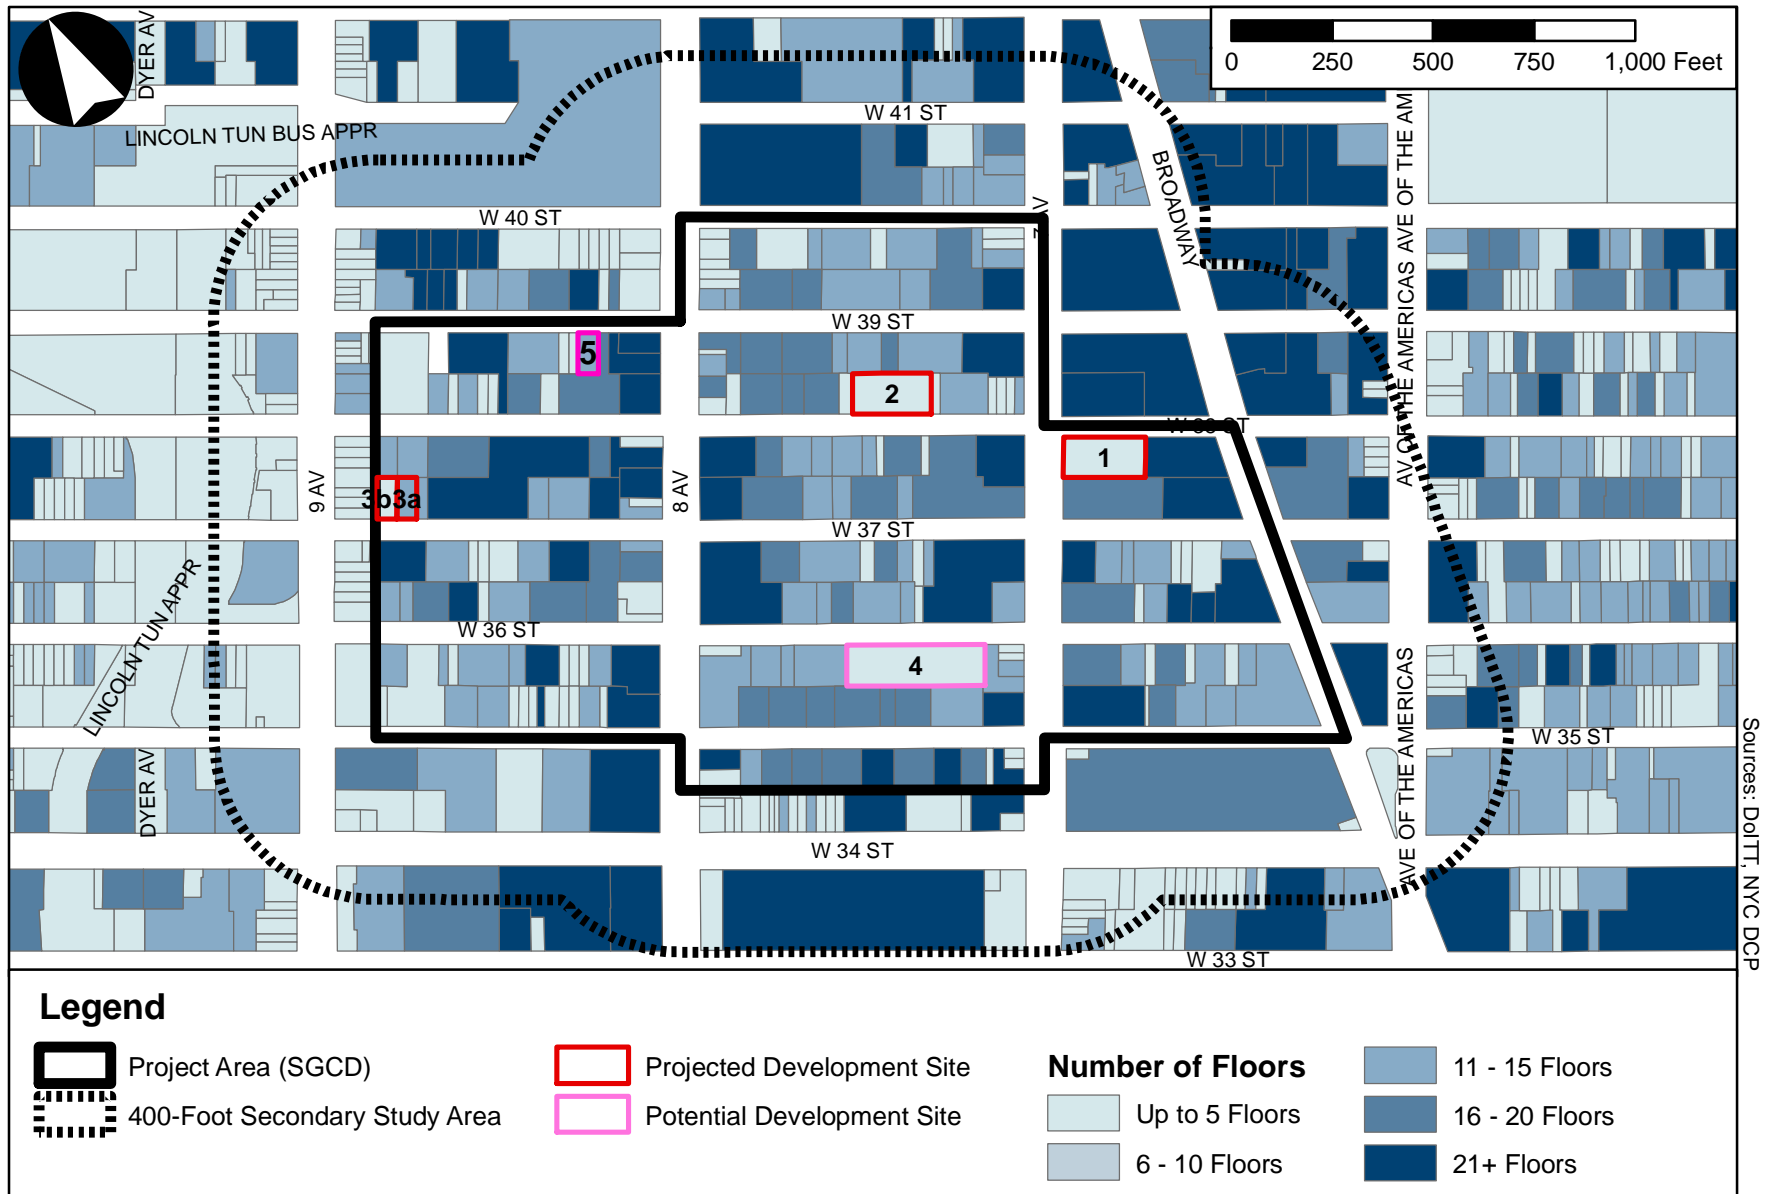 DYER AV
0 250 500 750 1,000 Feet
LINCOLN TUN BUS APPR
W 41 ST
BROADWAY
AV OF THE AMERICAS AVE OF THE AM
W 40 ST
W 39 ST
5
2
W 38 ST
1
3b 3a
9 AV
8 AV
W 37 ST
LINCOLN TUN APPR
W 36 ST
4
AVE OF THE AMERICAS
W 35 ST
DYER AV
W 34 ST
W 33 ST
Sources: DoITT, NYC DCP
Legend
Project Area (SGCD)
400-Foot Secondary Study Area
Projected Development Site
Potential Development Site
Number of Floors
Up to 5 Floors
6 - 10 Floors
11 - 15 Floors
16 - 20 Floors
21+ Floors